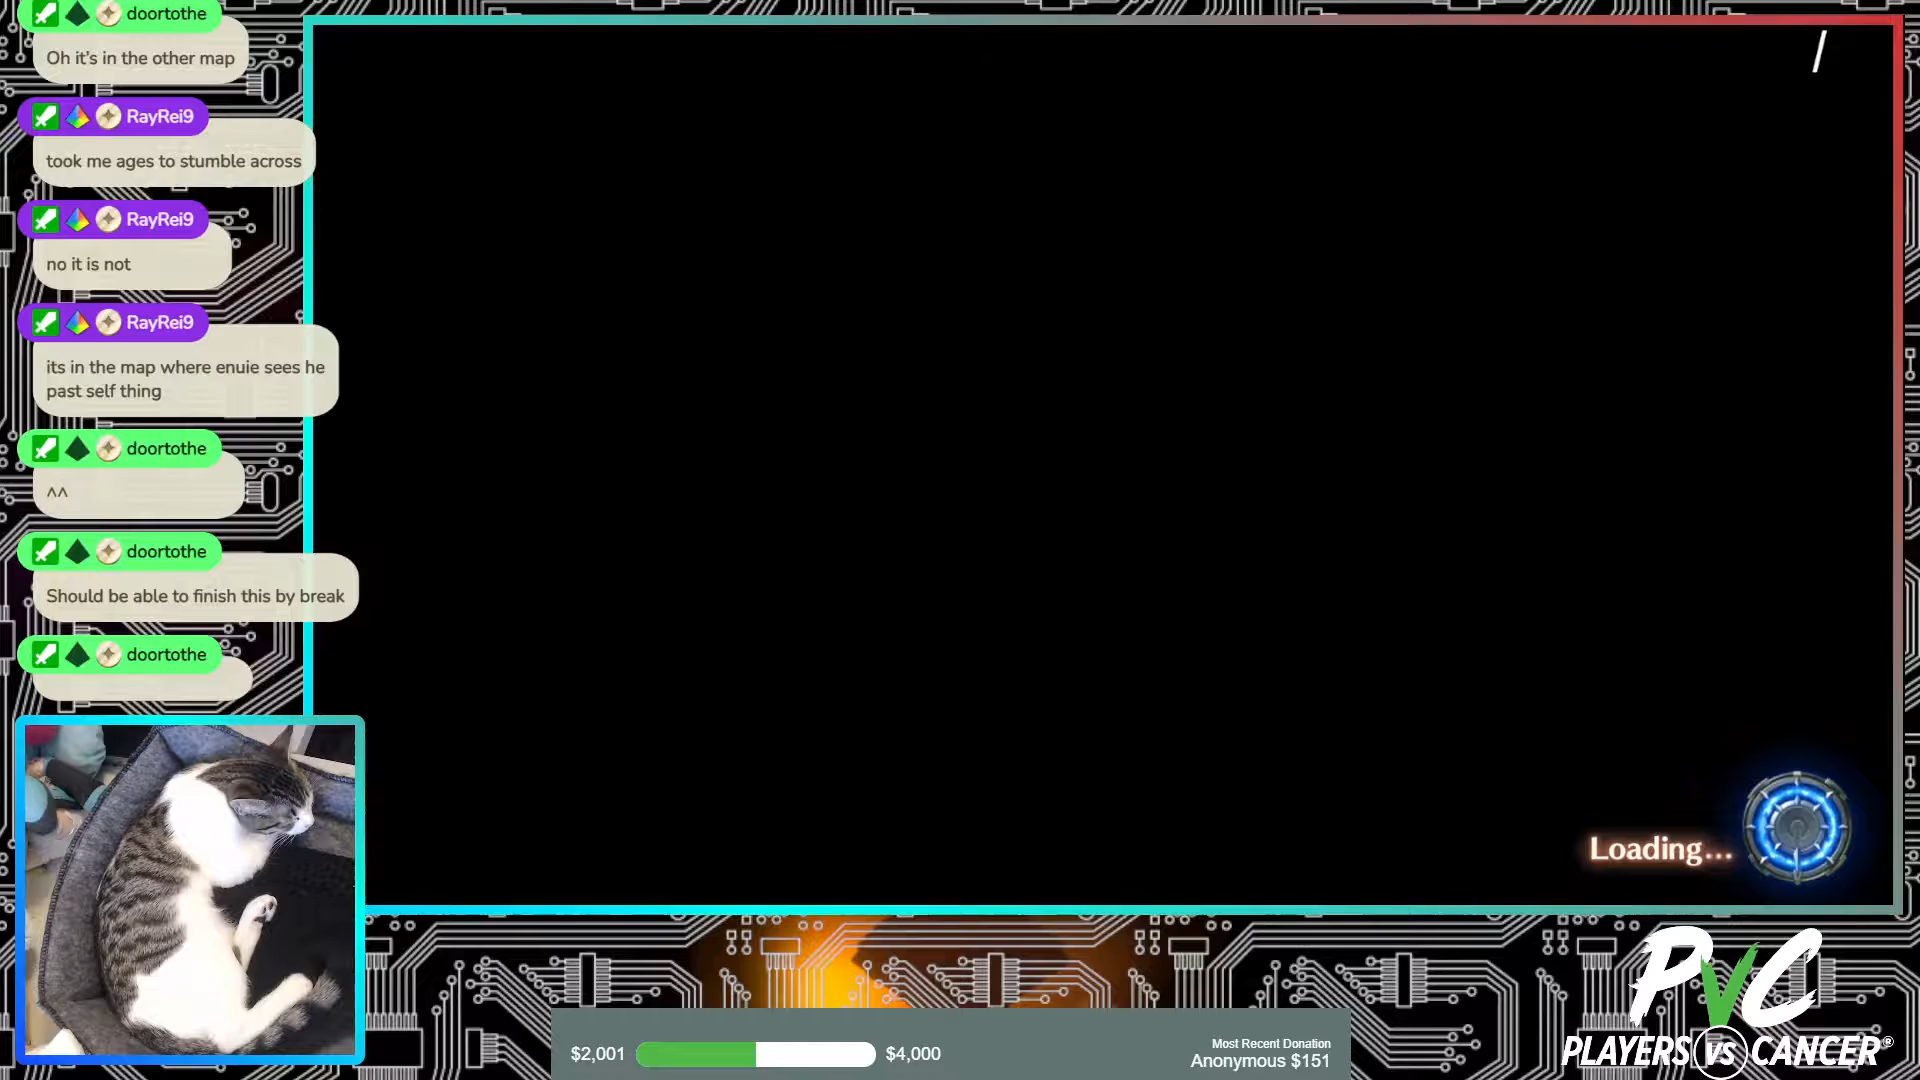 doortothe
Oh it's in the other map
RayRei9
took me ages to stumble across
RayRei9
no it is not
RayRei9
its in the map where enuie sees he
past self thing
doortothe
^^
doortothe
Should be able to finish this by break
doortothe
/
Loading...
$2,001
$4,000
Most Recent Donation
Anonymous $151
PVC
PLAYERS VS CANCER®